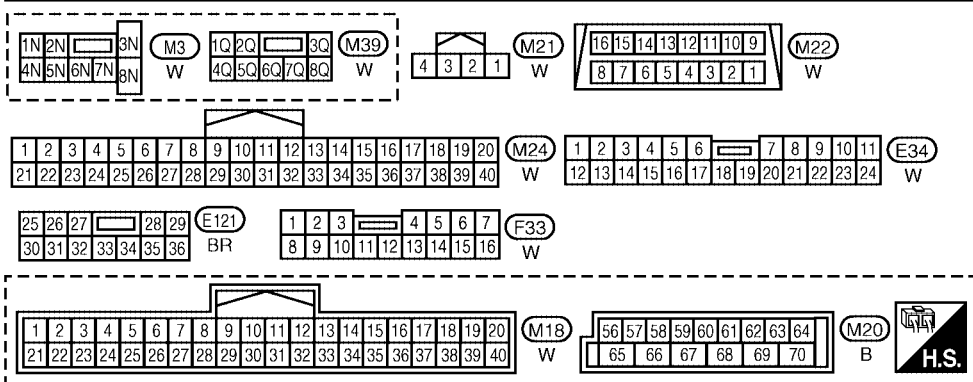 1N 2N 3N M3 1Q 2Q 3Q M39 M21 16 15 14 13 12 11 10 9 M22
4N 5N 6N 7N 8N W 4Q 5Q 6Q 7Q 8Q W 4 3 2 1 W 8 7 6 5 4 3 2 1 W
1 2 3 4 5 6 7 8 9 10 11 12 13 14 15 16 17 18 19 20 M24 1 2 3 4 5 6 7 8 9 10 11 E34
21 22 23 24 25 26 27 28 29 30 31 32 33 34 35 36 37 38 39 40 W 12 13 14 15 16 17 18 19 20 21 22 23 24 W
25 26 27 28 29 E121 1 2 3 4 5 6 7 F33
30 31 32 33 34 35 36 BR 8 9 10 11 12 13 14 15 16 W
1 2 3 4 5 6 7 8 9 10 11 12 13 14 15 16 17 18 19 20 M18 56 57 58 59 60 61 62 63 64 M20
21 22 23 24 25 26 27 28 29 30 31 32 33 34 35 36 37 38 39 40 W 65 66 67 68 69 70 B H.S.